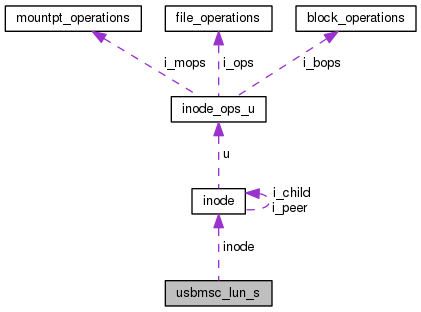 mountpt_operations file_operations block_operations
i_mops i_ops i_bops
inode_ops_u
u
i_child
inode
i_peer
inode
usbmsc_lun_s